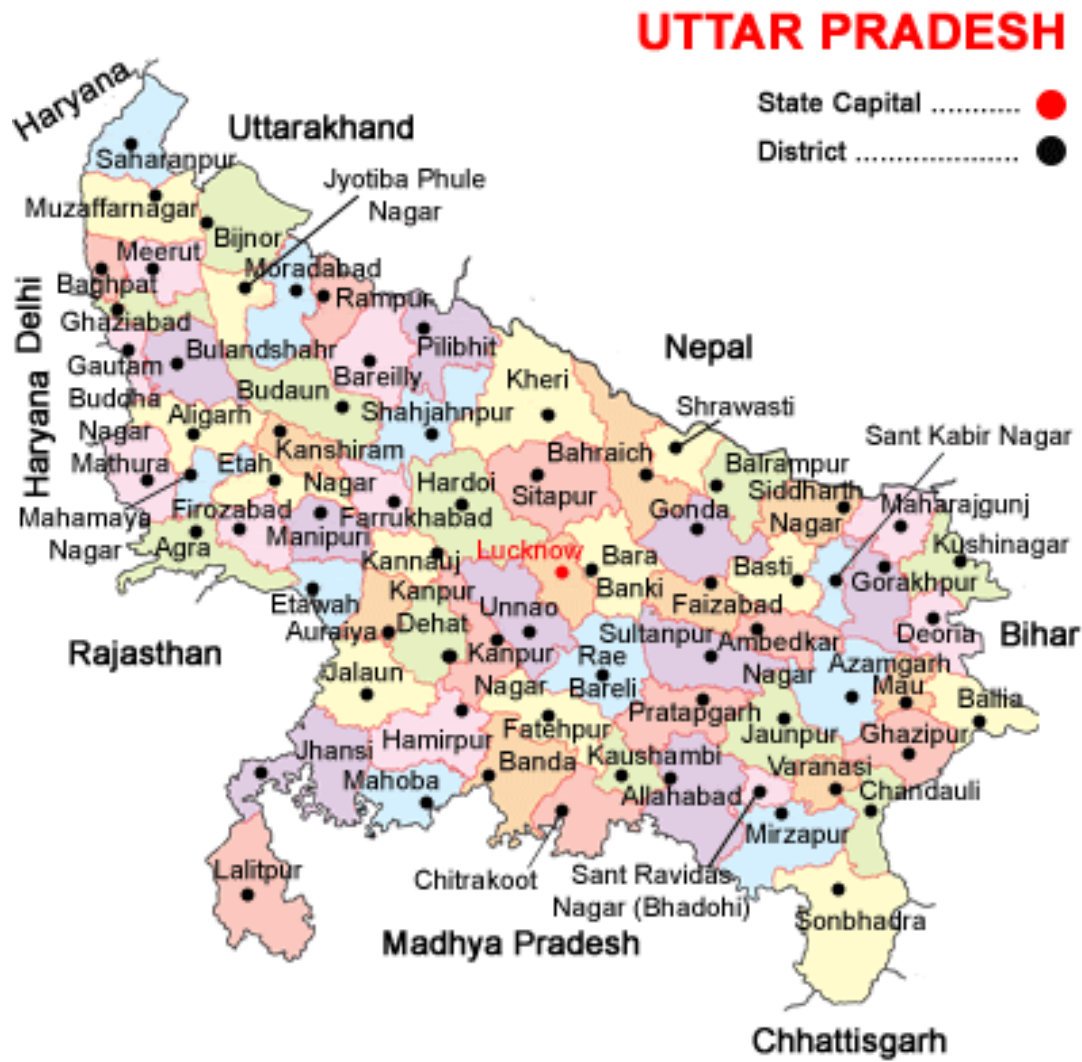 UTTAR PRADESH
State Capital ...........
District ....................
Haryana
Uttarakhand
Saharanpur
Jyotiba Phule
Nagar
Muzaffarnagar
Bijnor
Meerut
Moradabad
Baghpat
Rampur
Haryana Delhi
Ghaziabad
Bulandshahr
Pilibhit
Nepal
Gautam
Buddha
Nagar
Bareilly
Kheri
Budaun
Shahjahnpur
Shrawasti
Aligarh
Sant Kabir Nagar
Kanshiram
Nagar
Bahraich
Balrampur
Mathura
Etah
Hardoi
Sitapur
Siddharth
Nagar
Maharajgunj
Mahamaya
Nagar
Firozabad
Farrukhabad
Gonda
Manipuri
Agra
Kannauj
Lucknow
Bara
Banki
Basti
Kushinagar
Gorakhpur
Etawah
Kanpur
Dehat
Unnao
Faizabad
Auraiya
Sultanpur
Ambedkar
Nagar
Deoria
Bihar
Rajasthan
Jalaun
Kanpur
Nagar
Rae
Bareli
Azamgarh
Mau
Ballia
Pratapgarh
Jaunpur
Ghazipur
Fatehpur
Jhansi
Hamirpur
Banda
Kaushambi
Varanasi
Mahoba
Allahabad
Chandauli
Mirzapur
Lalitpur
Chitrakoot
Sant Ravidas
Nagar (Bhadohi)
Sonbhadra
Madhya Pradesh
Chhattisgarh